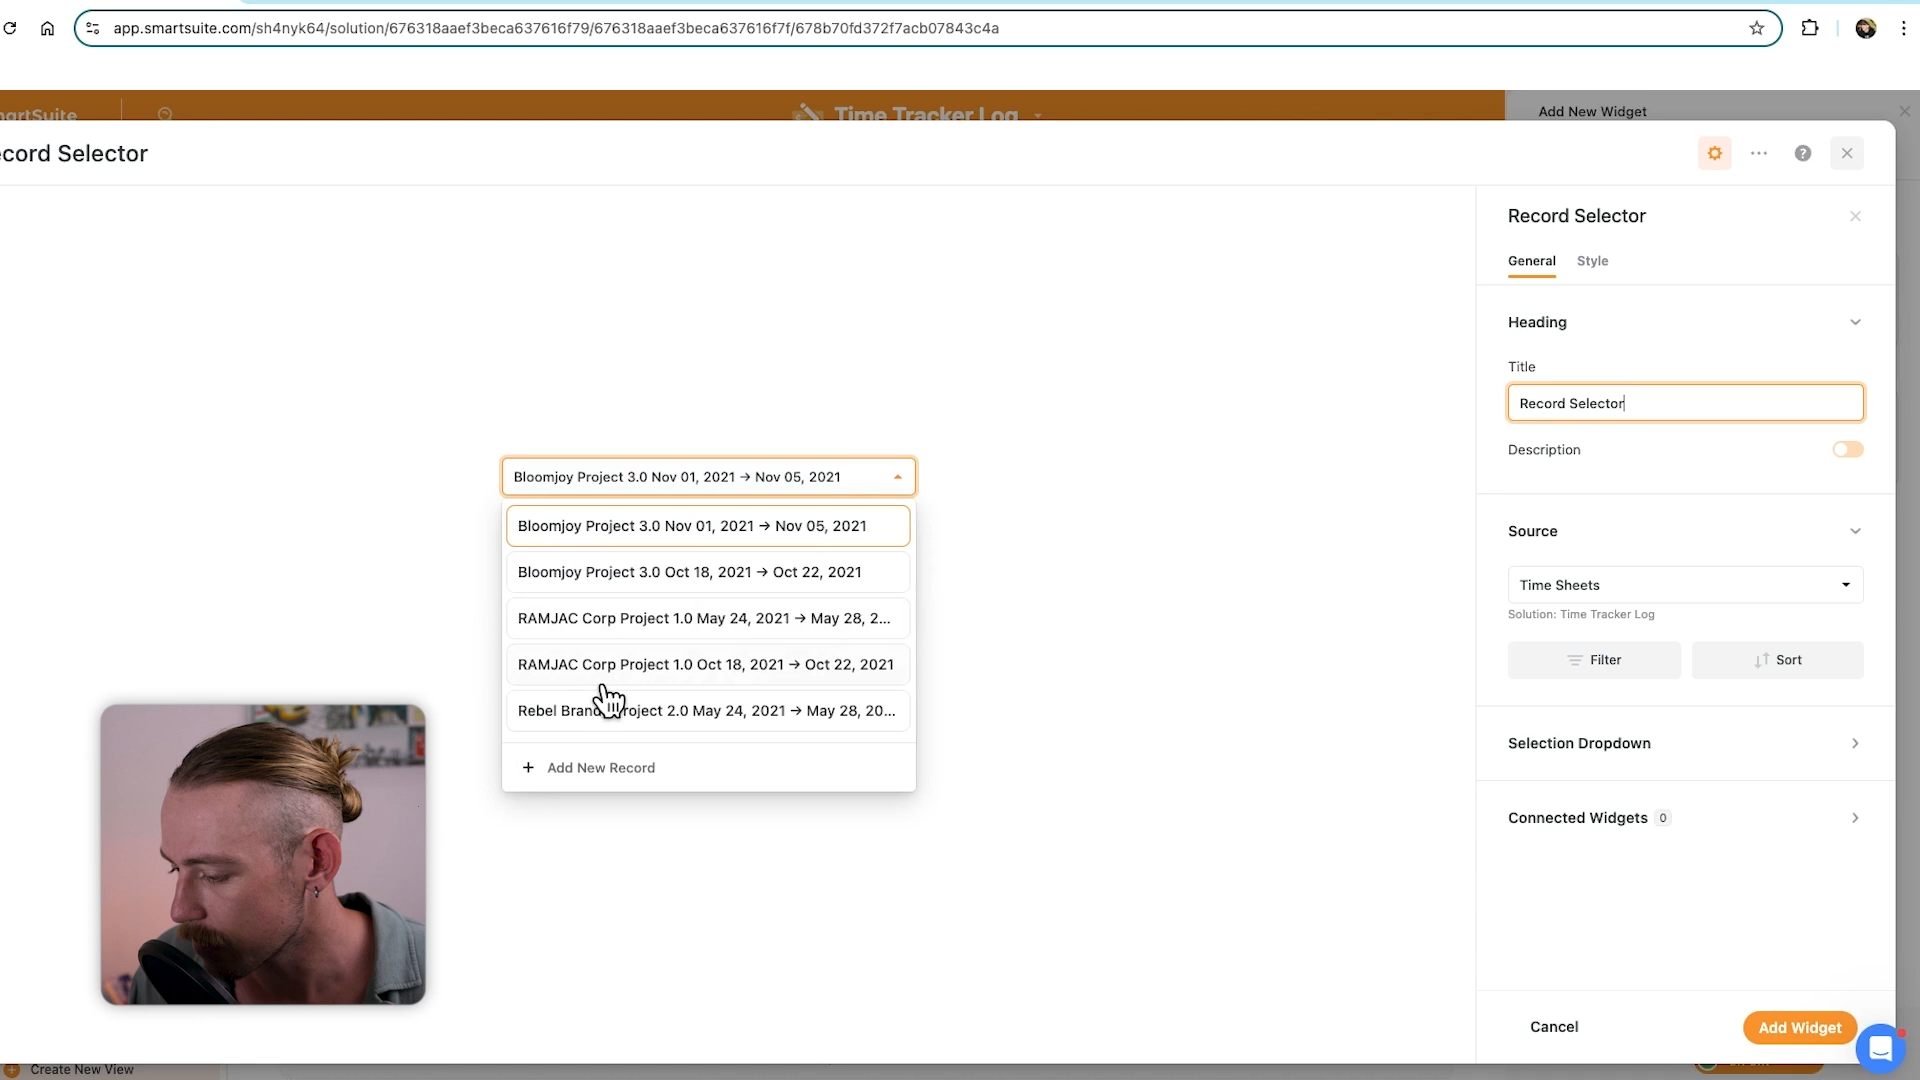 app.smartsuite.com/sh4nyk64/solution/676318aaef3beca637616f79/676318aaef3beca637616f7f/678b70fd372f7acb07843c4a
artSuite
Time Tracker Log
Add New Widget
ecord Selector
Record Selector
General Style
Heading
Title
Record Selector
Description
Bloomjoy Project 3.0 Nov 01, 2021 → Nov 05, 2021
Bloomjoy Project 3.0 Nov 01, 2021 → Nov 05, 2021
Bloomjoy Project 3.0 Oct 18, 2021 → Oct 22, 2021
RAMJAC Corp Project 1.0 May 24, 2021 → May 28, 2...
RAMJAC Corp Project 1.0 Oct 18, 2021 → Oct 22, 2021
Rebel Brand Project 2.0 May 24, 2021 → May 28, 20...
+ Add New Record
Source
Time Sheets
Solution: Time Tracker Log
Filter
Sort
Selection Dropdown
Connected Widgets 0
Cancel
Add Widget
Create New View